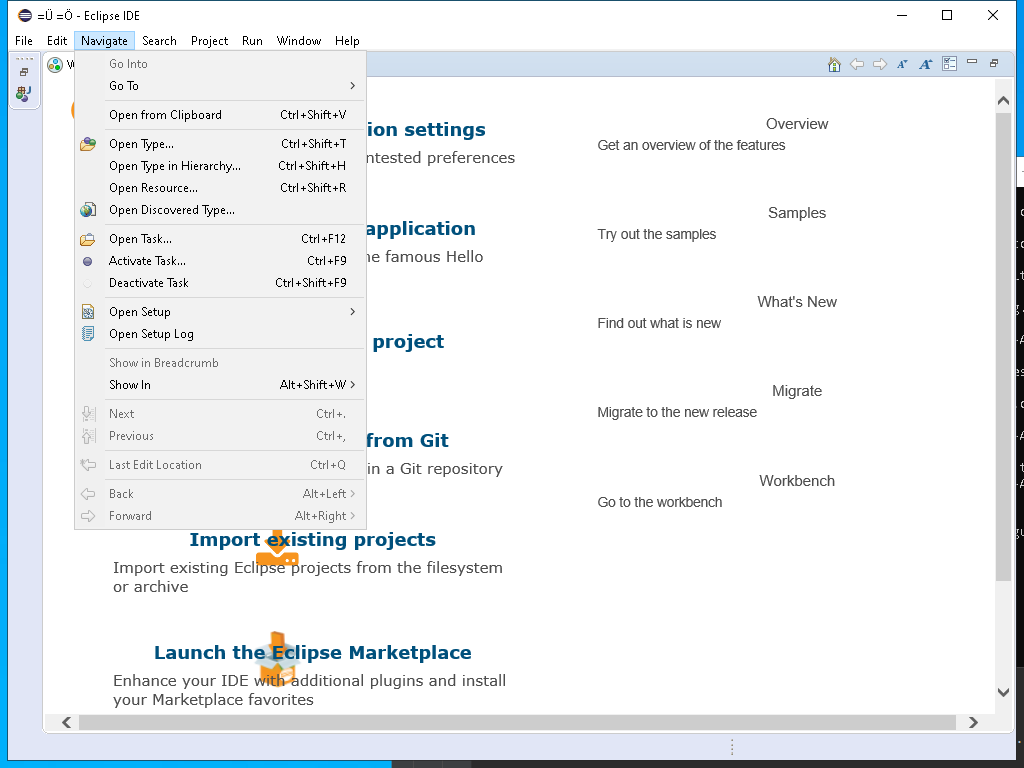 =Ü =Ö - Eclipse IDE
File Edit Navigate Search Project Run Window Help
Go Into
Go To
Open from Clipboard Ctrl+Shift+V
Open Type... Ctrl+Shift+T
Open Type in Hierarchy... Ctrl+Shift+H
Open Resource... Ctrl+Shift+R
Open Discovered Type...
Open Task... Ctrl+F12
Activate Task... Ctrl+F9
Deactivate Task Ctrl+Shift+F9
Open Setup
Open Setup Log
Show in Breadcrumb
Show In Alt+Shift+W
Next Ctrl+.
Previous Ctrl+,
Last Edit Location Ctrl+Q
Back Alt+Left
Forward Alt+Right
settings
preferences
application
famous Hello
project
from Git
in a Git repository
Import existing projects
Import existing Eclipse projects from the filesystem
or archive
Launch the Eclipse Marketplace
Enhance your IDE with additional plugins and install
your Marketplace favorites
Overview
Get an overview of the features
Samples
Try out the samples
What's New
Find out what is new
Migrate
Migrate to the new release
Workbench
Go to the workbench